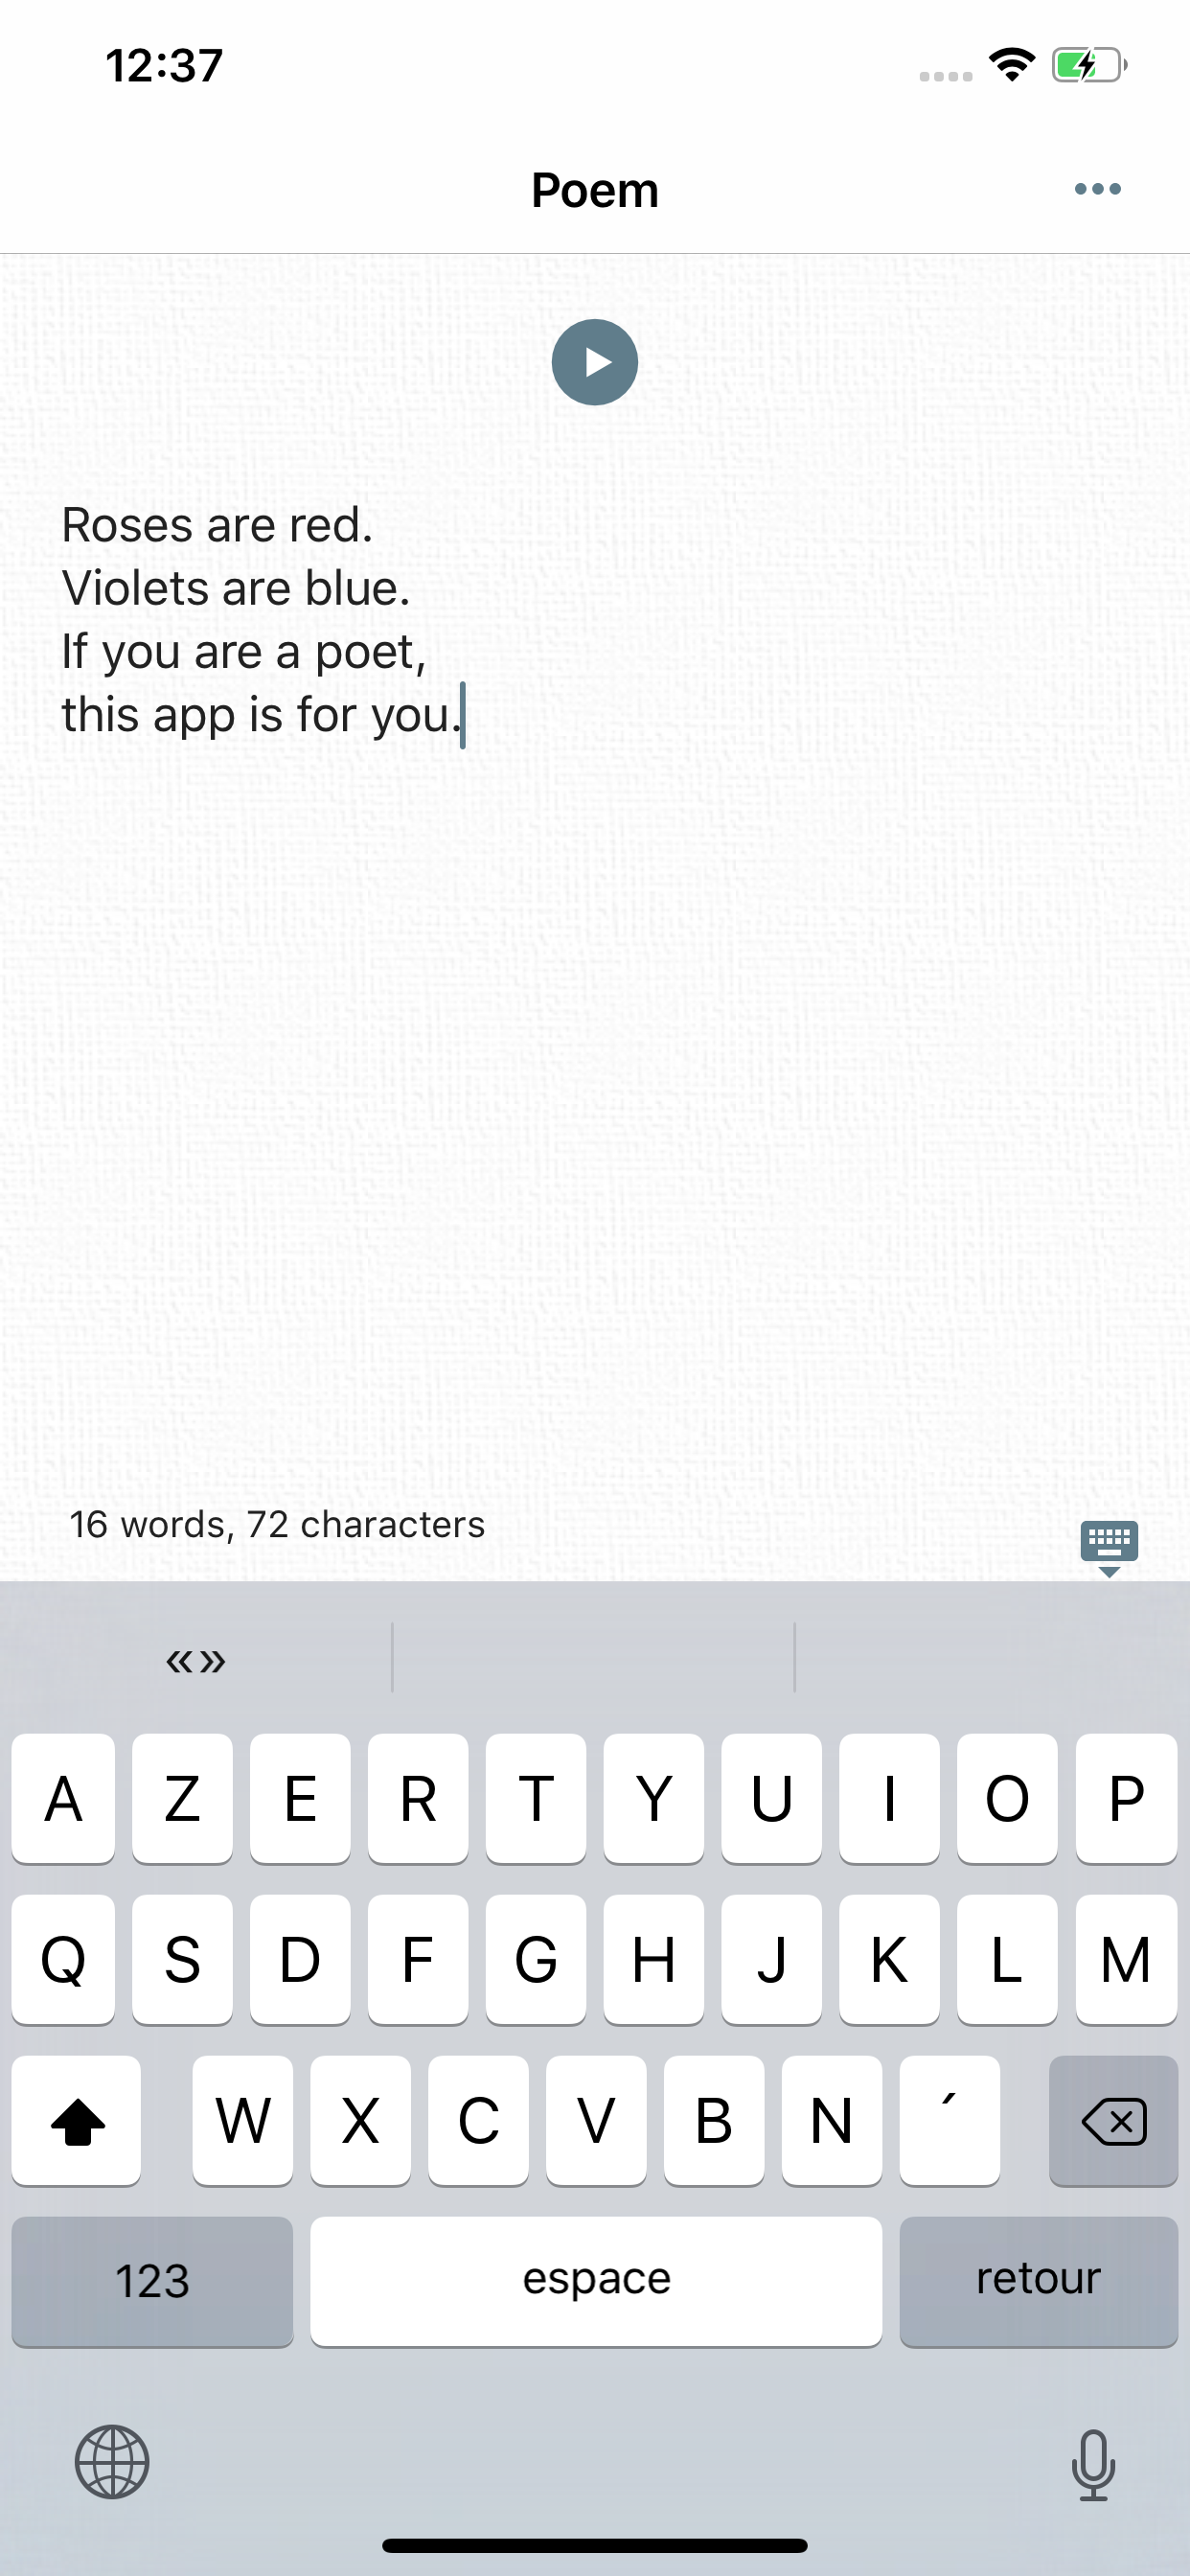 12:37
Poem
Roses are red.
Violets are blue.
If you are a poet,
this app is for you.
16 words, 72 characters
«»
A Z E R T Y U I O P
Q S D F G H J K L M
W X C V B N ´
123 espace retour